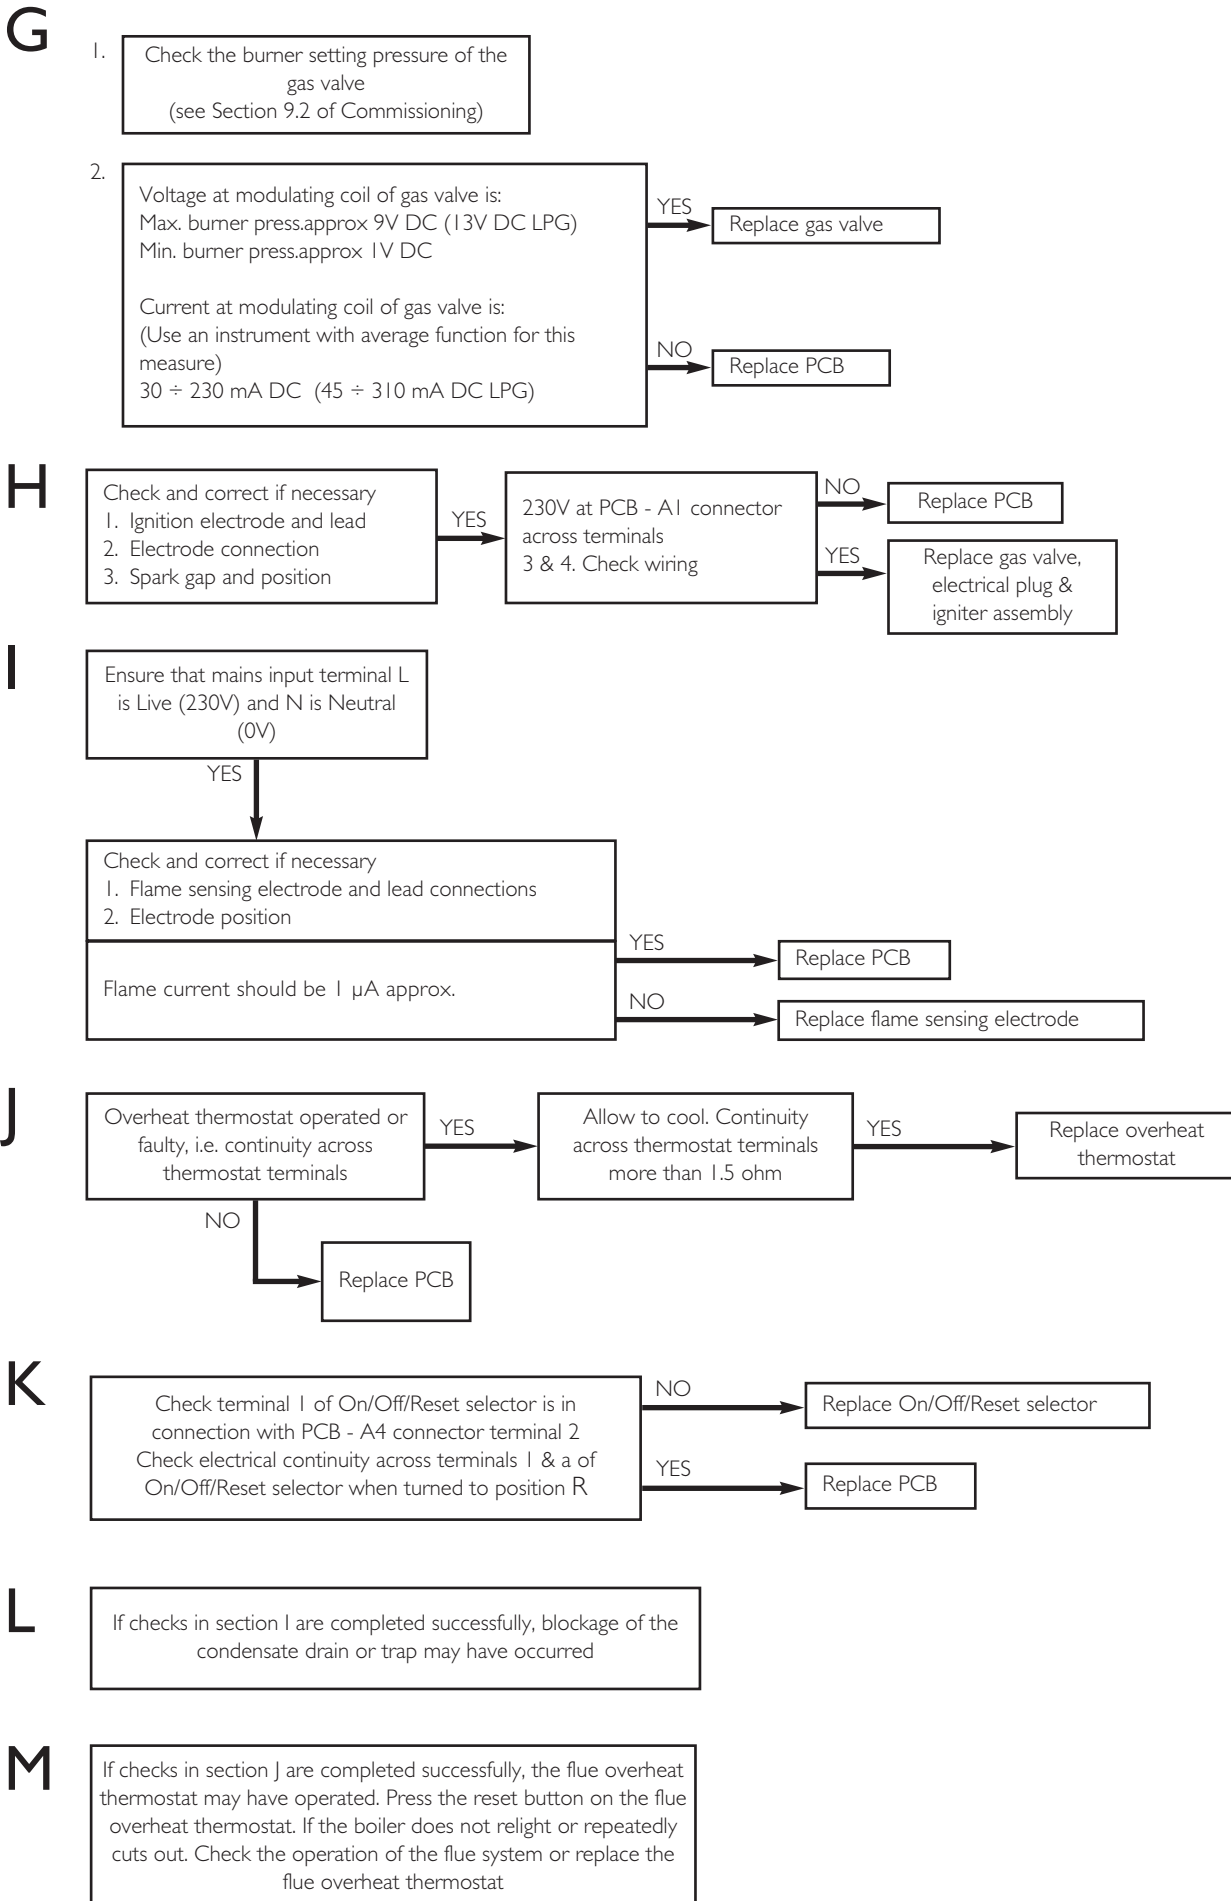 G
1.
Check the burner setting pressure of the
gas valve
(see Section 9.2 of Commissioning)
2.
Voltage at modulating coil of gas valve is:
Max. burner press.approx 9V DC (13V DC LPG)
Min. burner press.approx 1V DC
Current at modulating coil of gas valve is:
(Use an instrument with average function for this
measure)
30 ÷ 230 mA DC (45 ÷ 310 mA DC LPG)
YES
Replace gas valve
NO
Replace PCB
H
Check and correct if necessary
1. Ignition electrode and lead
2. Electrode connection
3. Spark gap and position
YES
230V at PCB - A1 connector
across terminals
3 & 4. Check wiring
NO
Replace PCB
YES
Replace gas valve,
electrical plug &
igniter assembly
I
Ensure that mains input terminal L
is Live (230V) and N is Neutral
(0V)
YES
Check and correct if necessary
1. Flame sensing electrode and lead connections
2. Electrode position
Flame current should be 1 µA approx.
YES
Replace PCB
NO
Replace flame sensing electrode
J
Overheat thermostat operated or
faulty, i.e. continuity across
thermostat terminals
YES
Allow to cool. Continuity
across thermostat terminals
more than 1.5 ohm
YES
Replace overheat
thermostat
NO
Replace PCB
K
Check terminal 1 of On/Off/Reset selector is in
connection with PCB - A4 connector terminal 2
Check electrical continuity across terminals 1 & a of
On/Off/Reset selector when turned to position R
NO
Replace On/Off/Reset selector
YES
Replace PCB
L
If checks in section I are completed successfully, blockage of the
condensate drain or trap may have occurred
M
If checks in section J are completed successfully, the flue overheat
thermostat may have operated. Press the reset button on the flue
overheat thermostat. If the boiler does not relight or repeatedly
cuts out. Check the operation of the flue system or replace the
flue overheat thermostat